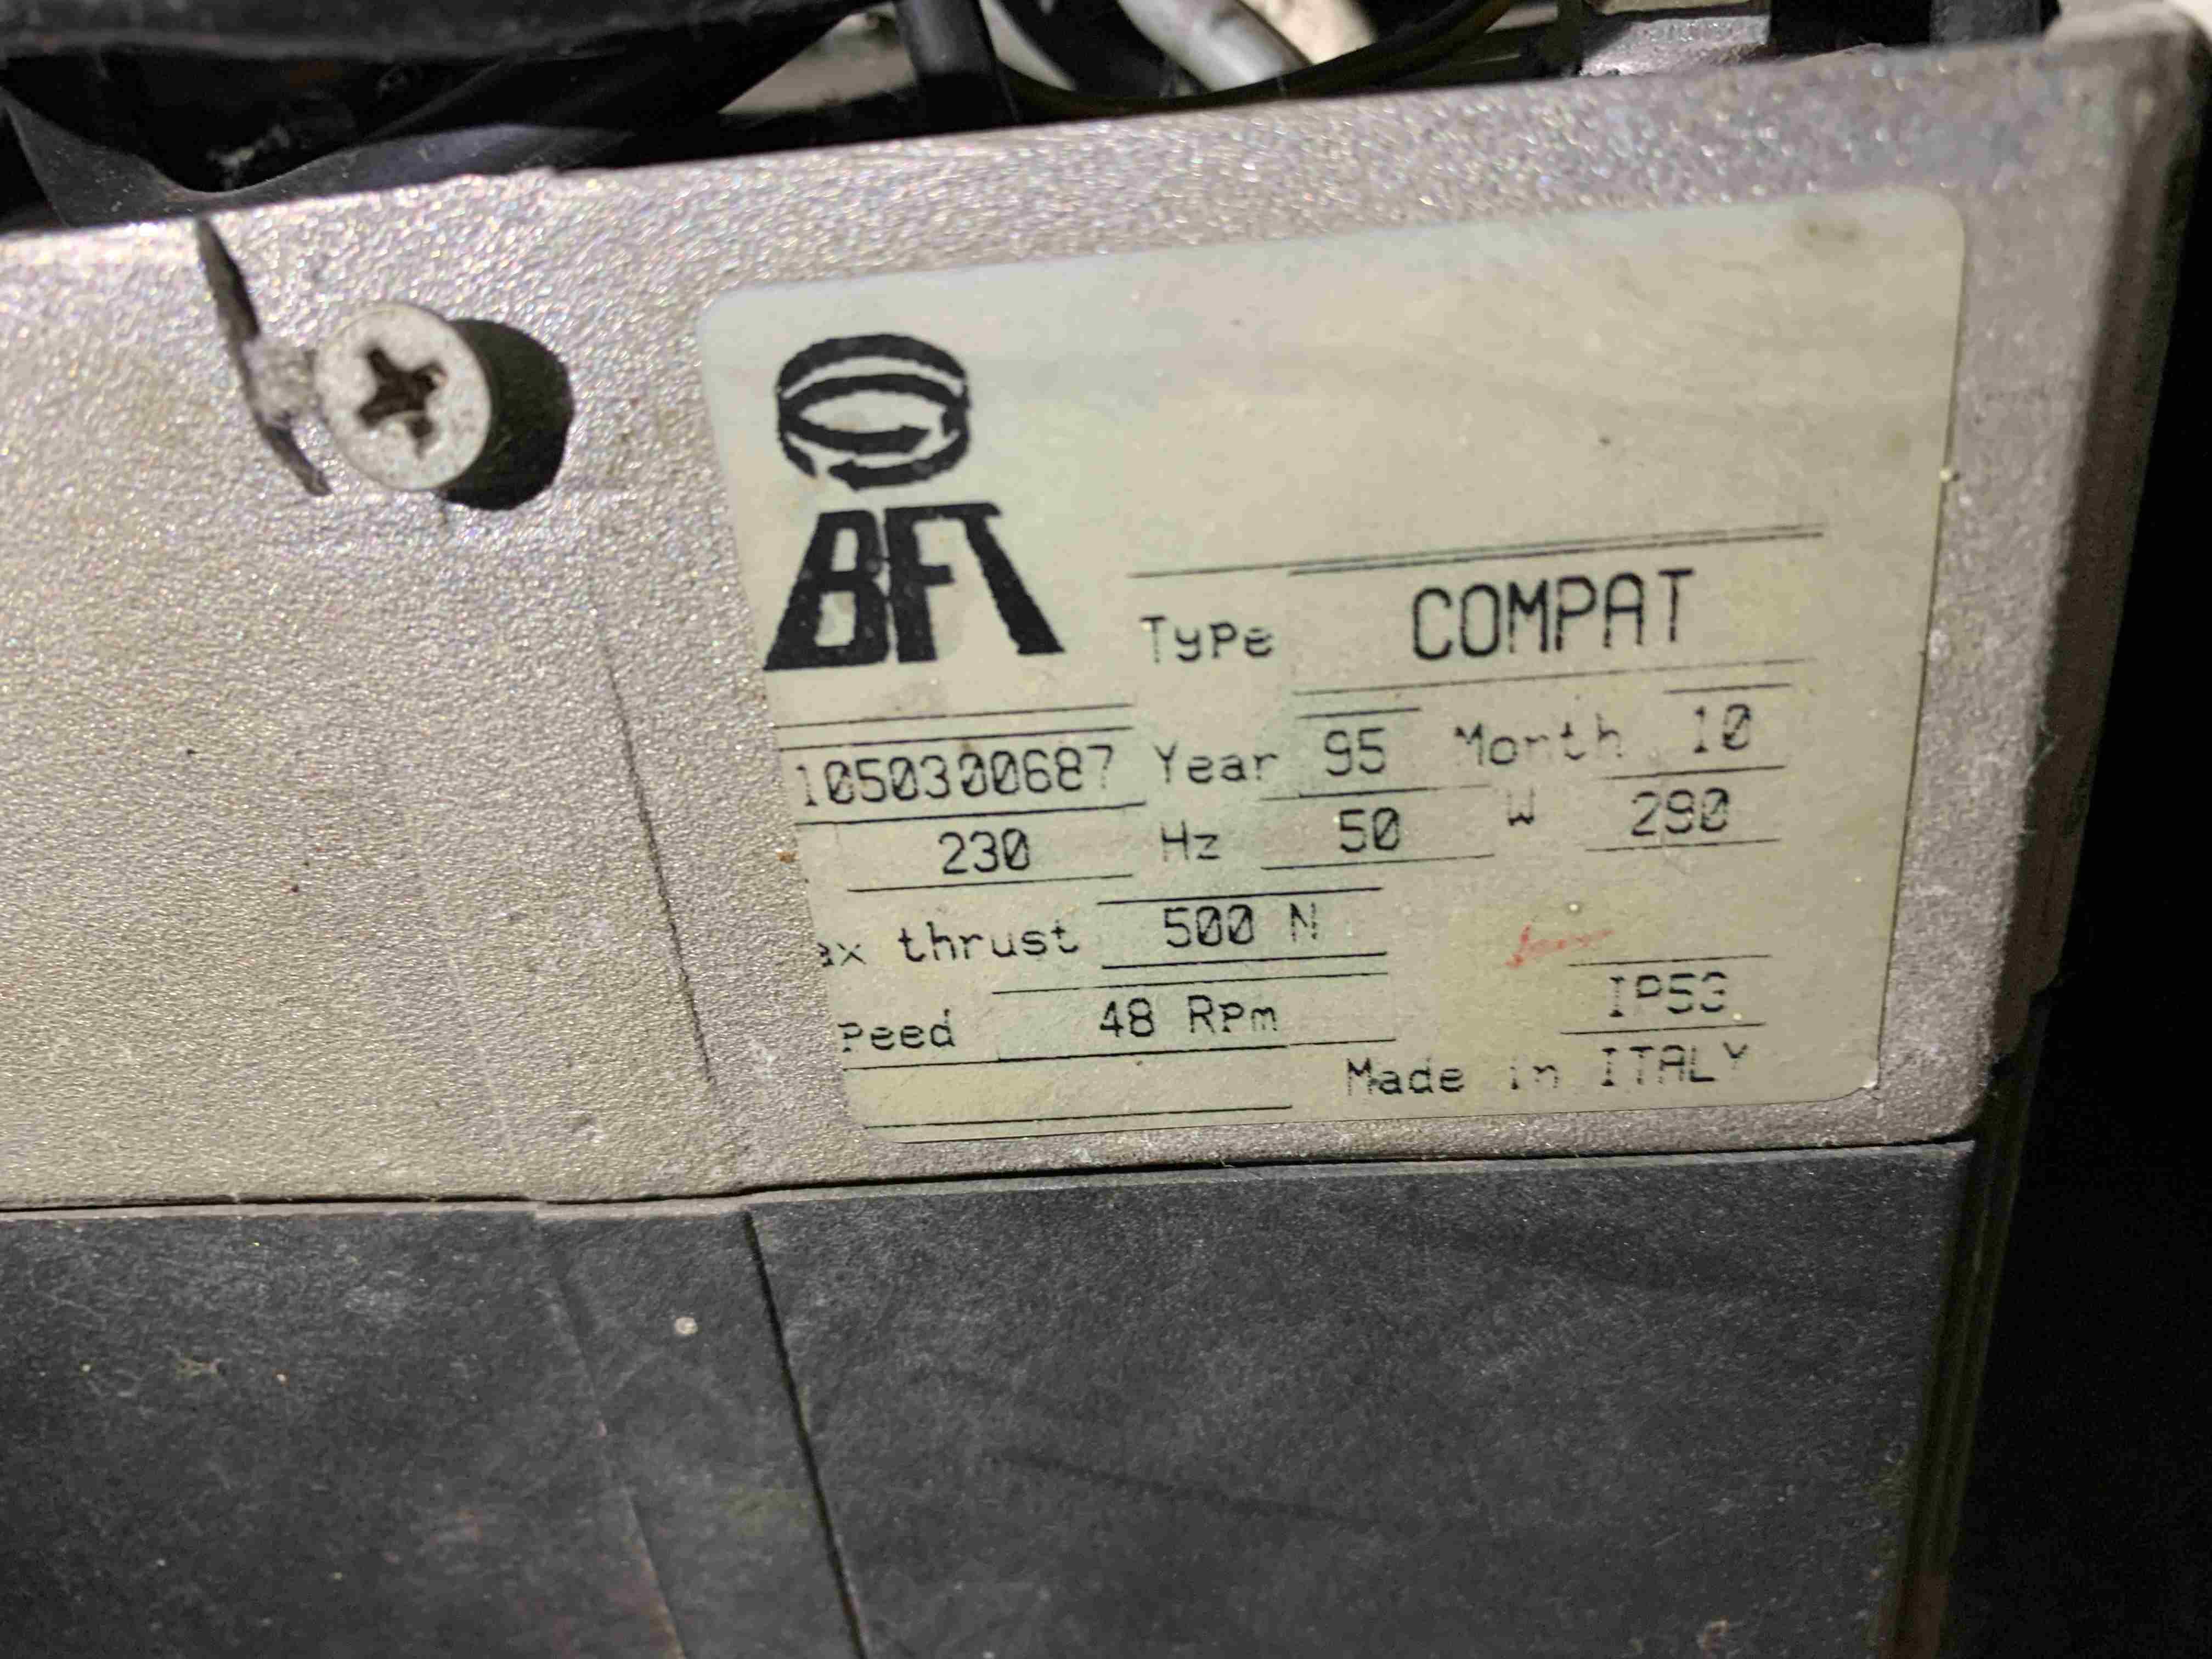 BFT
Type COMPAT
1050300687 Year 95 Month 10
230 Hz 50 W 290
ax thrust 500 N
peed 48 Rpm
IP53
Made in ITALY